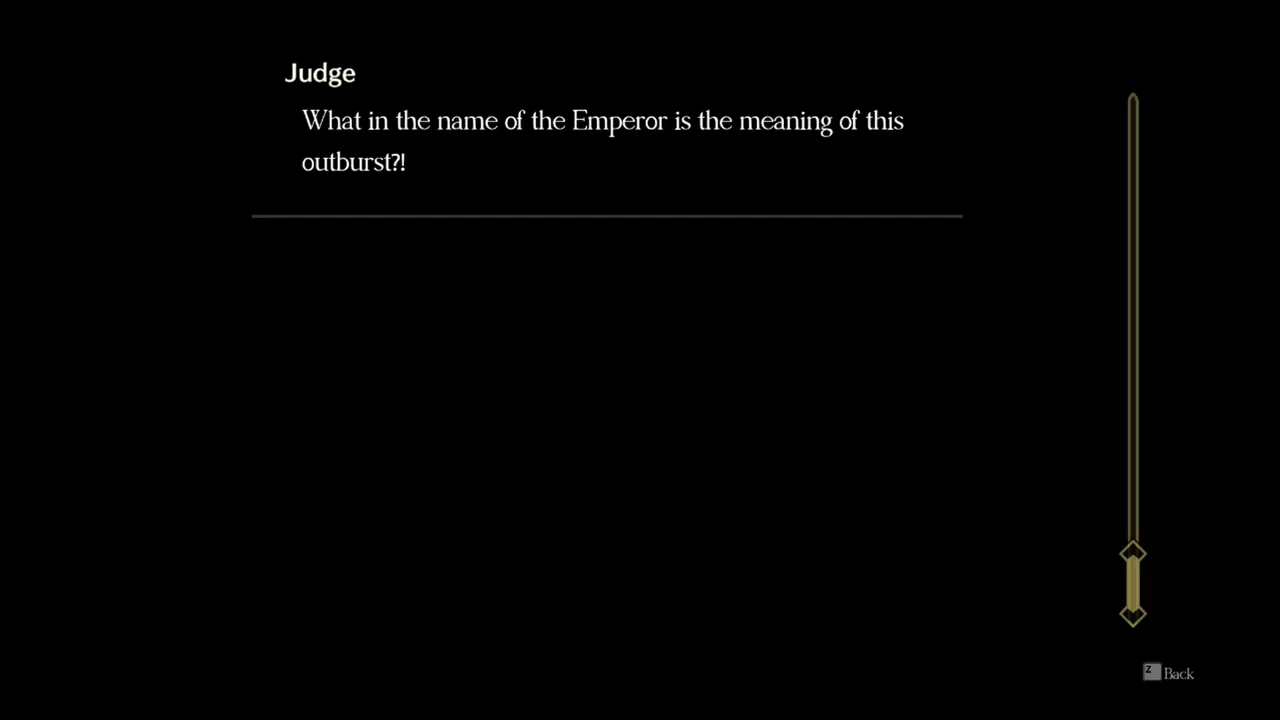 Judge
What in the name of the Emperor is the meaning of this
outburst?!
Z Back